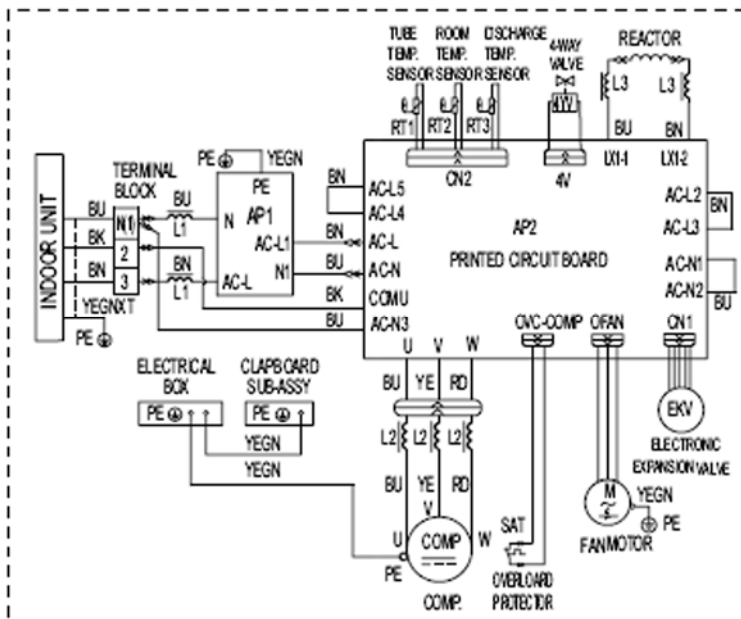 TUBE TEMP. SENSOR
ROOM TEMP. SENSOR
DISCHARGE TEMP. SENSOR
4-WAY VALVE
REACTOR
4YV
L3
L3
RT1
RT2
RT3
BU
BN
CN2
4V
LX1-1
LX1-2
PE
YEGN
TERMINAL BLOCK
INDOOR UNIT
BU
BK
BN
YEGN
XT
PE
N1
2
3
BU
L1
BN
L1
PE
AP1
N
AC-L1
N1
AC-L
BN
BN
BU
BK
BU
AC-L5
AC-L4
AC-L
AC-N
COMU
AC-N3
AP2
PRINTED CIRCUIT BOARD
AC-L2
AC-L3
BN
AC-N1
AC-N2
BU
U
V
W
OVC-COMP
OFAN
CN1
ELECTRICAL BOX
CLAPBOARD SUB-ASSY
PE
PE
YEGN
YEGN
BU
YE
RD
L2
L2
L2
BU
YE
RD
U
V
W
COMP
PE
COMP.
SAT
OVERLOARD PROTECTOR
M
YEGN
PE
FAN MOTOR
EKV
ELECTRONIC EXPANSION VALVE